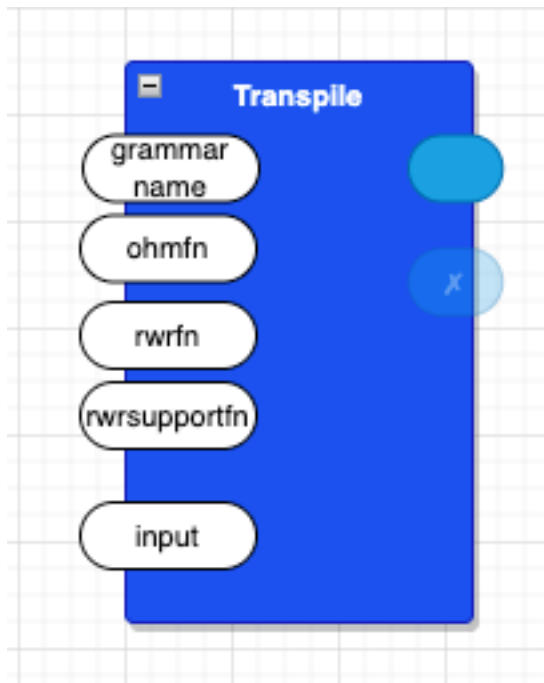 Transpile
grammar
name
ohmfn
rwrfn
rwrsupportfn
input
✗